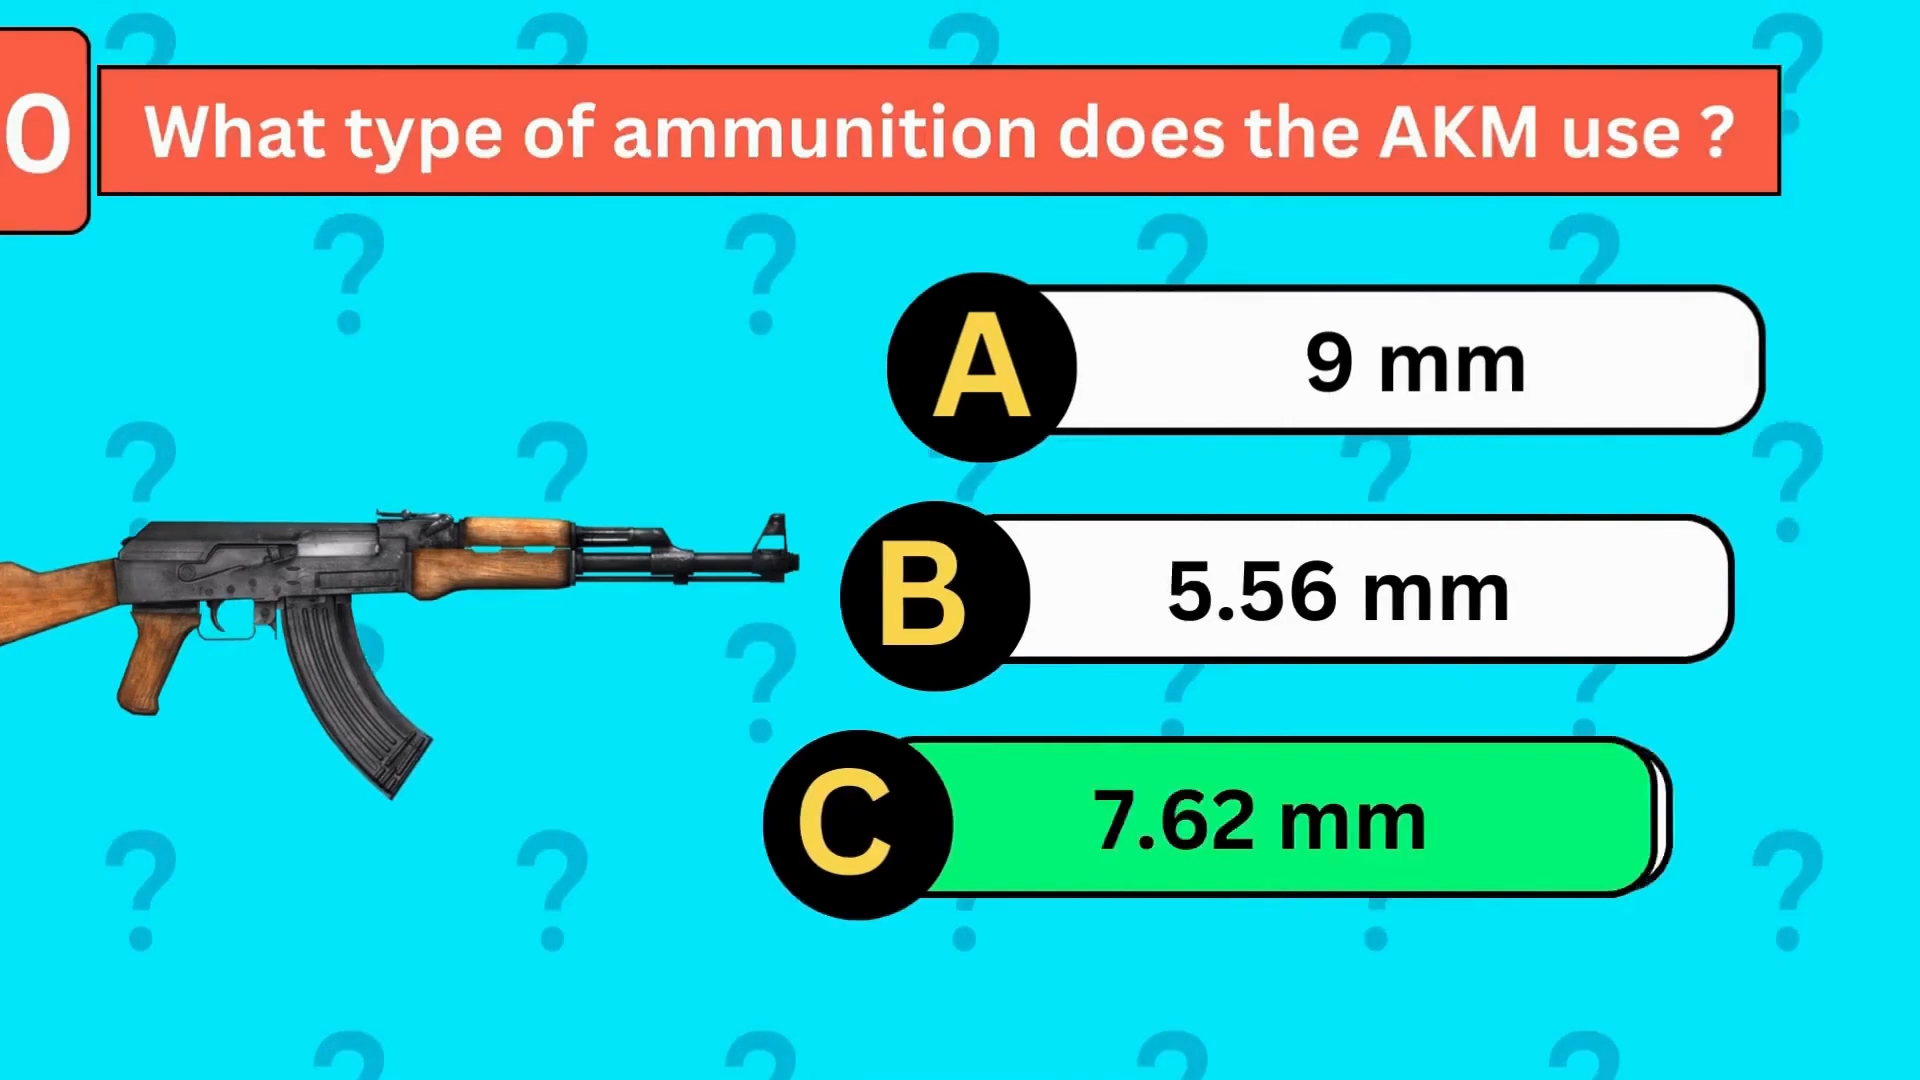 0
What type of ammunition does the AKM use ?
A
9 mm
B
5.56 mm
C
7.62 mm